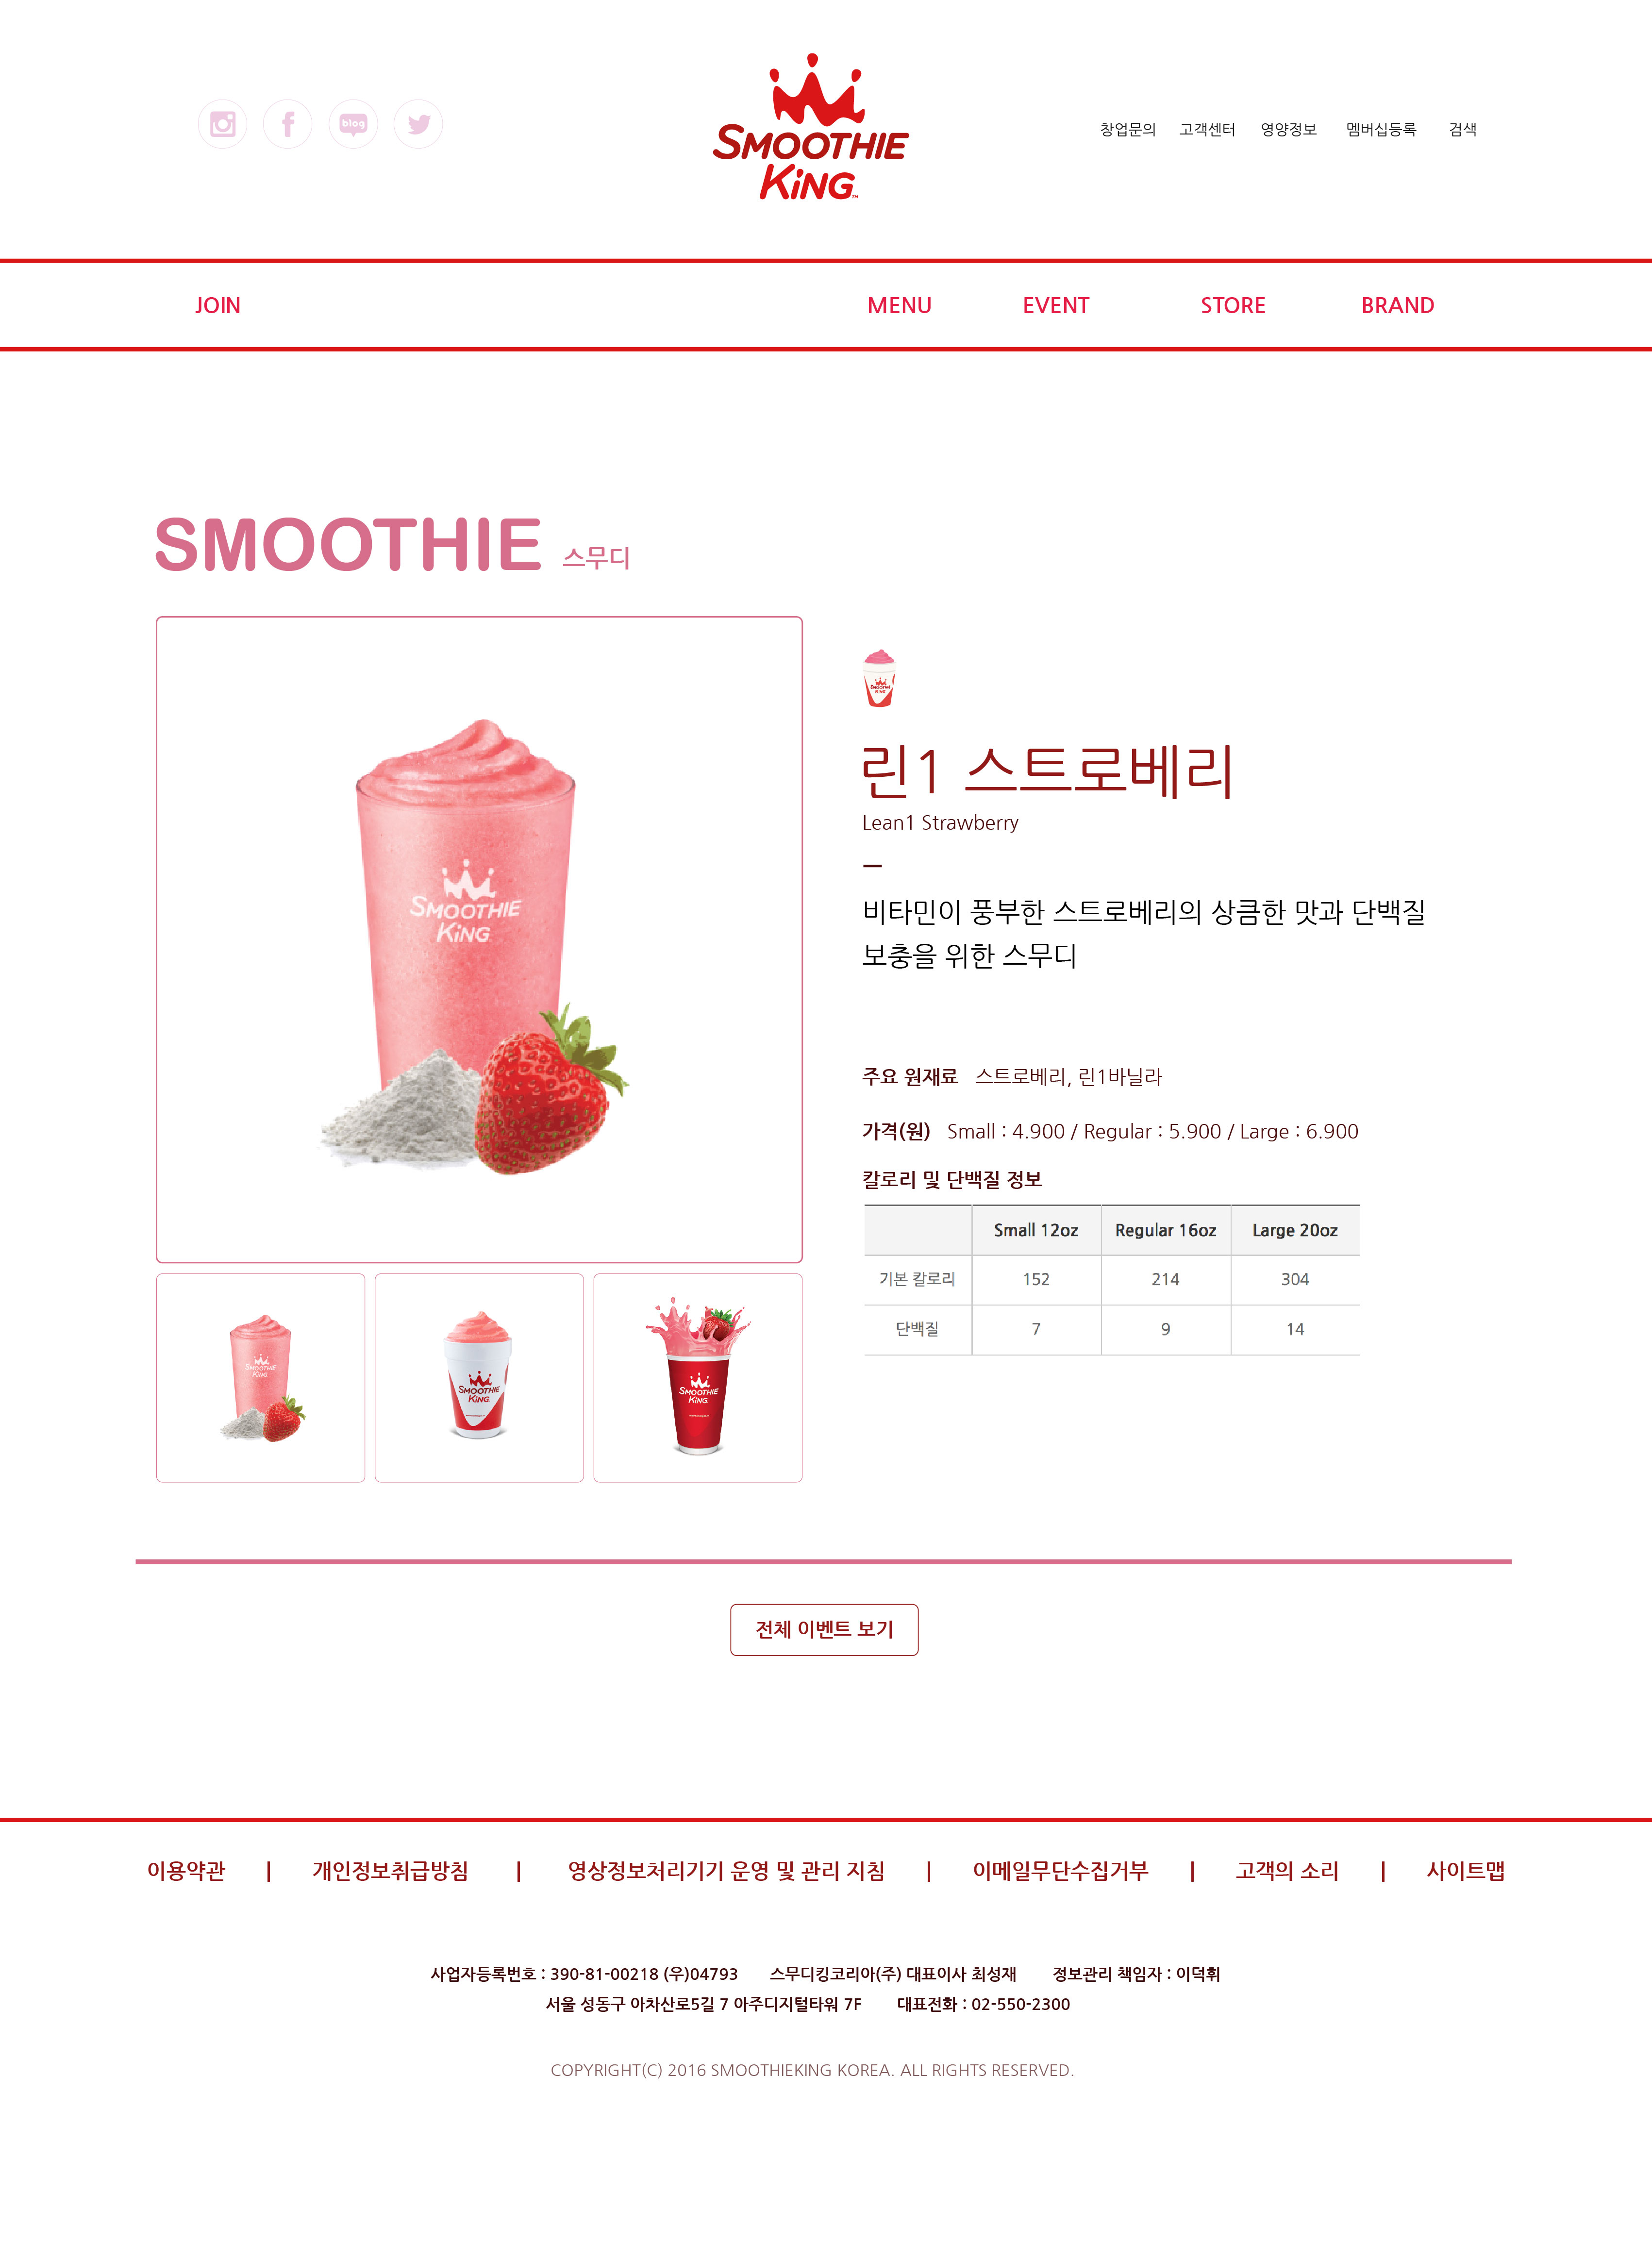 blog
SMOOTHIE
KiNG™
창업문의 고객센터 영양정보 멤버십등록 검색
JOIN MENU EVENT STORE BRAND
SMOOTHIE 스무디
SMOOTHIE
KiNG
린1 스트로베리
Lean1 Strawberry
비타민이 풍부한 스트로베리의 상큼한 맛과 단백질
보충을 위한 스무디
SMOOTHIE
KiNG
주요 원재료 스트로베리, 린1바닐라
가격(원) Small : 4.900 / Regular : 5.900 / Large : 6.900
칼로리 및 단백질 정보
Small 12oz Regular 16oz Large 20oz
기본 칼로리 152 214 304
단백질 7 9 14
SMOOTHIE
KiNG
SMOOTHIE
KiNG
SMOOTHIE
KiNG
전체 이벤트 보기
이용약관 | 개인정보취급방침 | 영상정보처리기기 운영 및 관리 지침 | 이메일무단수집거부 | 고객의 소리 | 사이트맵
사업자등록번호 : 390-81-00218 (우)04793 스무디킹코리아(주) 대표이사 최성재 정보관리 책임자 : 이덕휘
서울 성동구 아차산로5길 7 아주디지털타워 7F 대표전화 : 02-550-2300
COPYRIGHT(C) 2016 SMOOTHIEKING KOREA. ALL RIGHTS RESERVED.